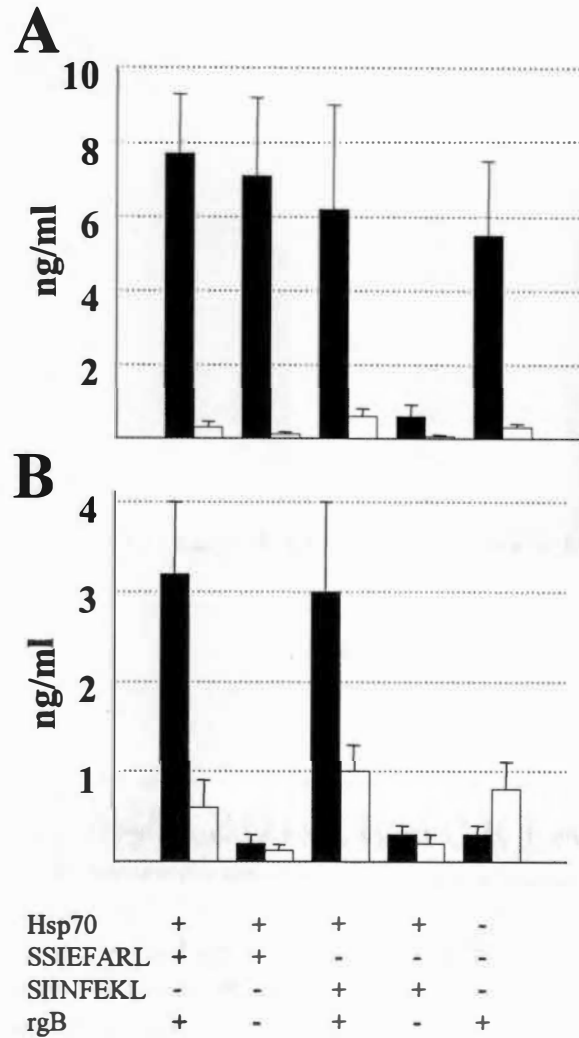 A
10
8
6
4
2
ng/ml
B
4
3
2
1
ng/ml
Hsp70 + + + + -
SSIEFARL + + - - -
SIINFEKL - - + + -
rgB + - + - +